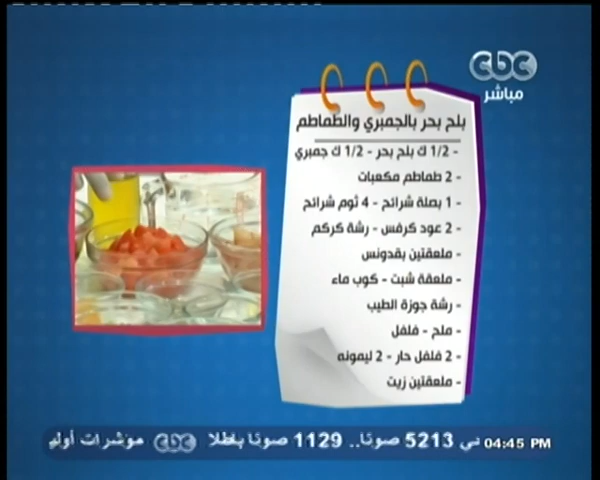 cbc
مباشر
بلح بحر بالجمبري والطماطم
- 1/2 ك بلح بحر - 1/2 ك جمبري
- 2 طماطم مكعبات
- 1 بصلة شرائح - 4 ثوم شرائح
- 2 عود كرفس - رشة كركم
- ملعقتين بقدونس
- ملعقة شبت - كوب ماء
- رشة جوزة الطيب
- ملح - فلفل
- 2 فلفل حار - 2 ليمونه
- ملعقتين زيت
5213 صوتا.. 1129 صوتا باطلا cbc مؤشرات 04:45 PM